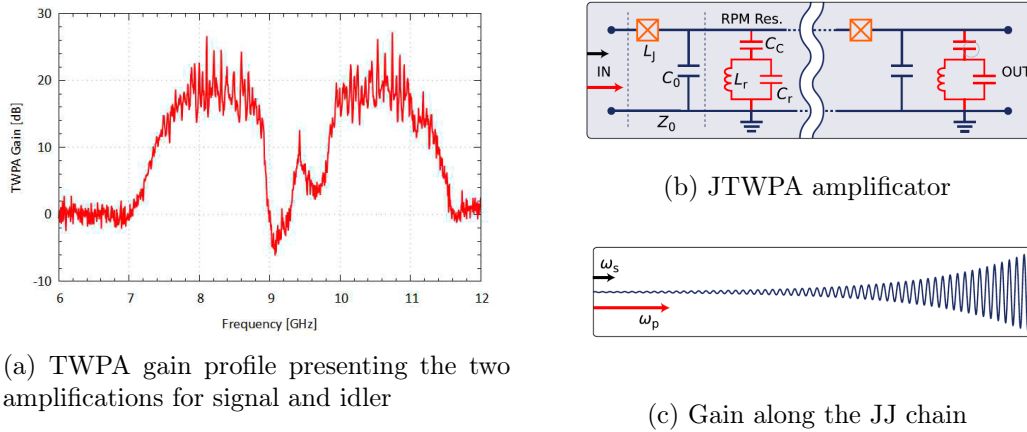 30
20
10
0
-10
TWPA Gain [dB]
6 7 8 9 10 11 12
Frequency [GHz]
(a) TWPA gain profile presenting the two
amplifications for signal and idler
RPM Res.
L_J
C_C
IN
C_0
L_r
C_r
OUT
Z_0
(b) JTWPA amplificator
ω_s
ω_p
(c) Gain along the JJ chain